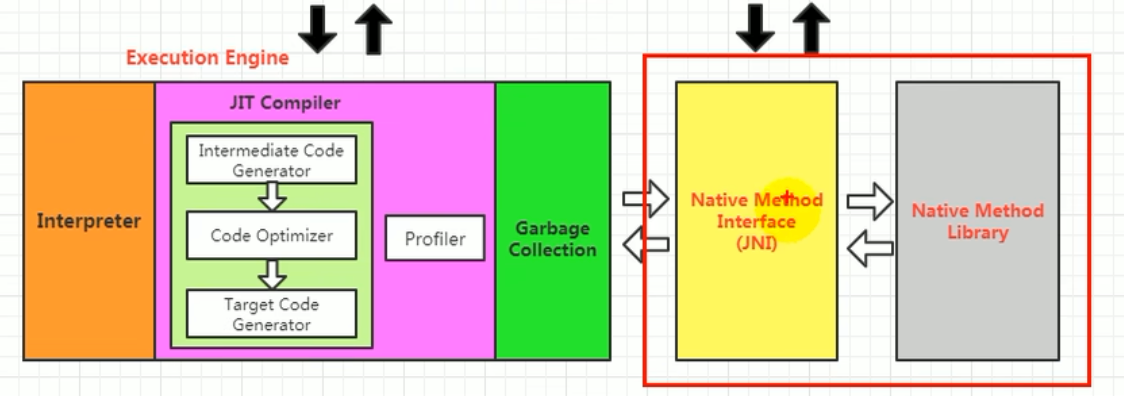 Execution Engine
JIT Compiler
Intermediate Code
Generator
Interpreter
Code Optimizer
Profiler
Target Code
Generator
Garbage
Collection
Native Method
Interface
(JNI)
Native Method
Library